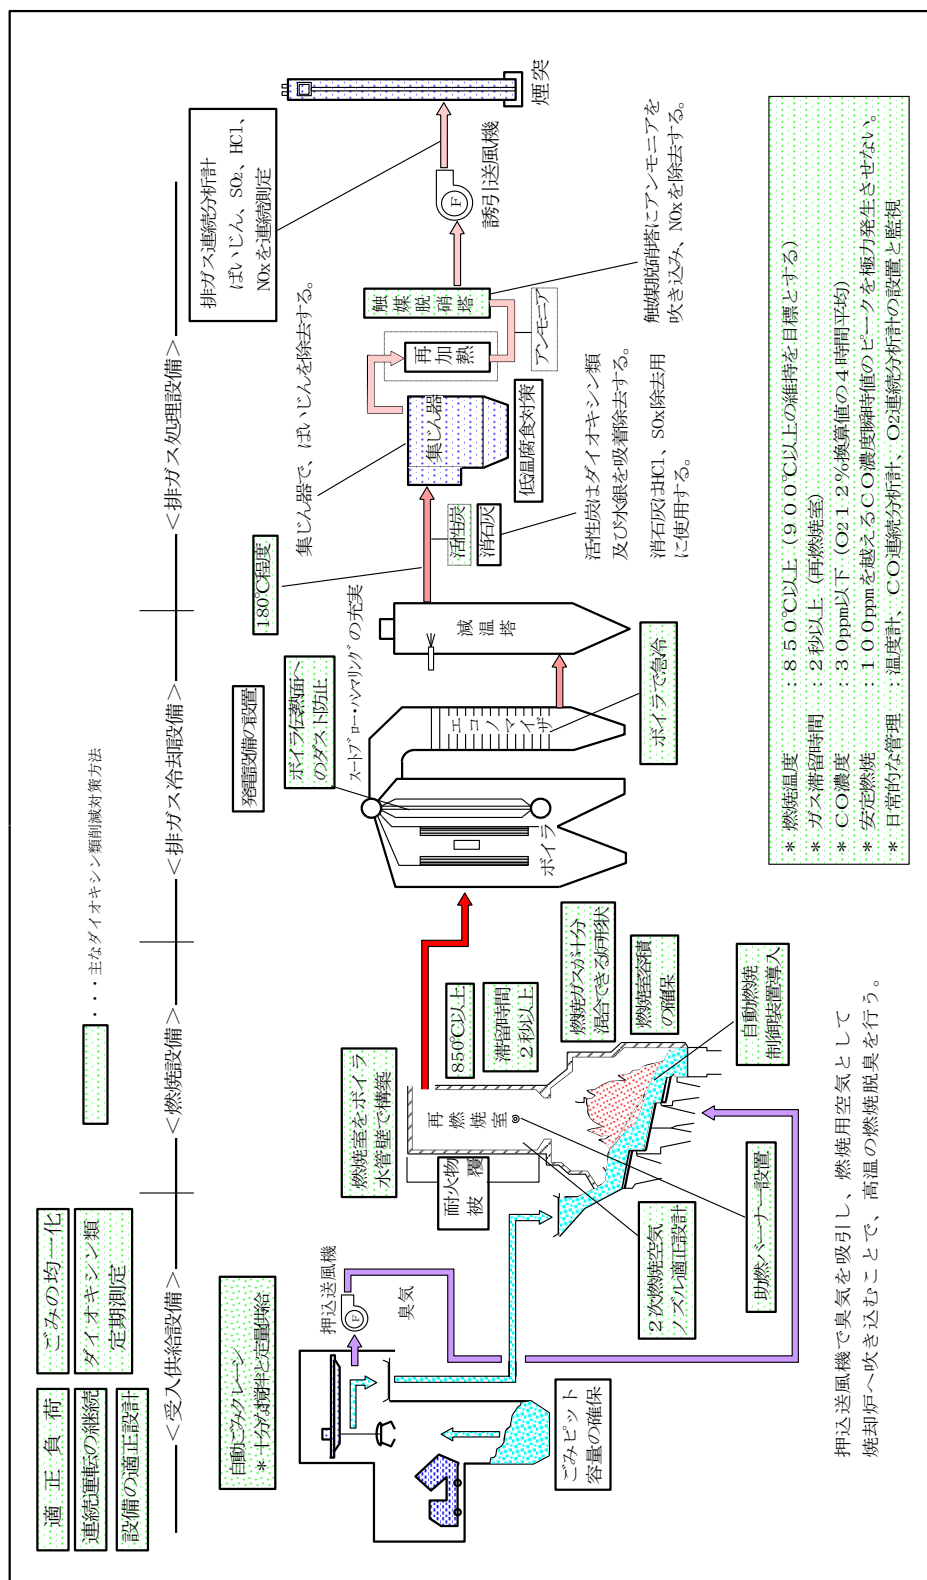 適正負荷
連続運転の継続
設備の適正設計
ごみの均一化
ダイオキシン類
定期測定
・・・主なダイオキシン類削減対策方法
<受入供給設備>
<燃焼設備>
<排ガス冷却設備>
<排ガス処理設備>
自動ごみクレーン
*十分な攪拌と定量供給
押込送風機
F
臭気
ごみピット
容量の確保
燃焼室をボイラ
水管壁で構築
耐火物
被覆
再燃焼室
850℃以上
滞留時間
2秒以上
燃焼ガスが十分
混合できる炉形状
燃焼室容積
の確保
自動燃焼
制御装置導入
2次燃焼空気
ノズル適正設計
助燃バーナー設置
押込送風機で臭気を吸引し、燃焼用空気として
焼却炉へ吹き込むことで、高温の燃焼脱臭を行う。
発電設備の設置
ボイラ伝熱面へ
のダスト防止
スートブロー・ハンマリングの充実
ボイラ
エコノマイザ
ボイラで急冷
減温塔
180℃程度
活性炭
消石灰
集じん器で、ばいじんを除去する。
集じん器
低温腐食対策
活性炭はダイオキシン類
及び水銀を吸着除去する。
消石灰はHCl、SOx除去用
に使用する。
再加熱
触媒脱硝塔
アンモニア
触媒脱硝塔にアンモニアを
吹き込み、NOxを除去する。
F
誘引送風機
排ガス連続分析計
ばいじん、SO₂、HCl、
NOxを連続測定
煙突
* 燃焼温度 :850℃以上(900℃以上の維持を目標とする)
* ガス滞留時間 :2秒以上(再燃焼室)
* CO濃度 :30ppm以下(O212%換算値の4時間平均)
* 安定燃焼 :100ppmを越えるCO濃度瞬時値のピークを極力発生させない。
* 日常的な管理 :温度計、CO連続分析計、O2連続分析計の設置と監視